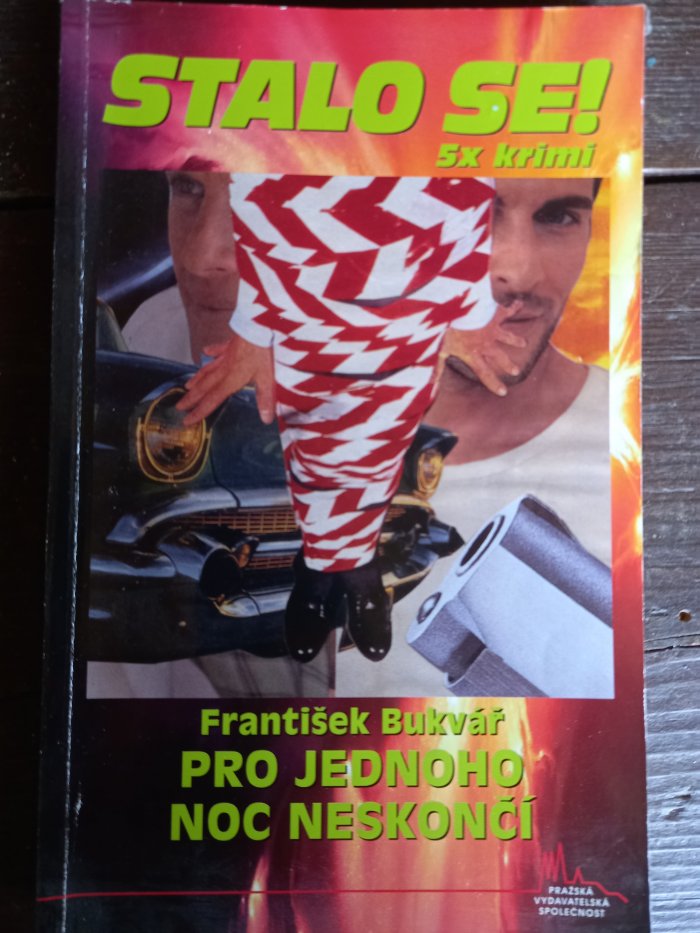 STALO SE!
5x krimi
František Bukvář
PRO JEDNOHO
NOC NESKONČÍ
PRAŽSKÁ
VYDAVATELSKÁ
SPOLEČNOST